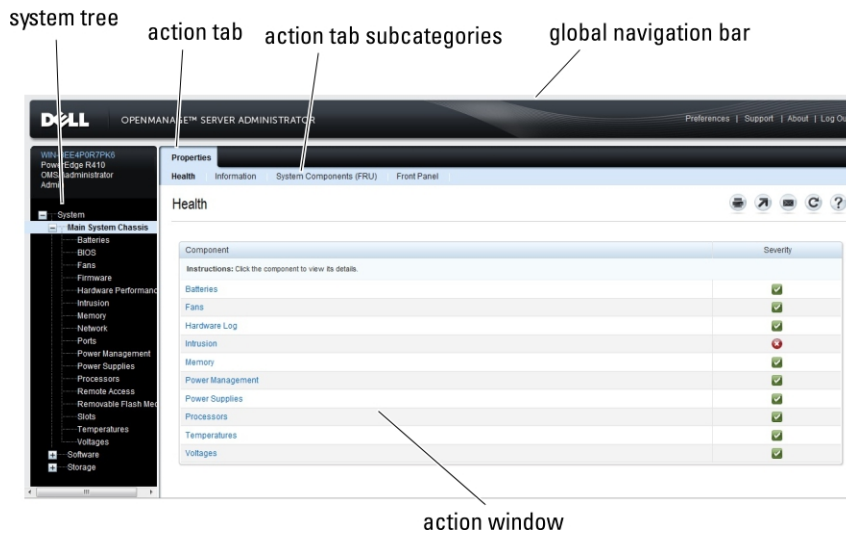 system tree
action tab
action tab subcategories
global navigation bar
DELL OPENMANAGE™ SERVER ADMINISTRATOR
Preferences | Support | About | Log Ou
PowerEdge R410
Admin
Properties
Health Information System Components (FRU) Front Panel
Health
System
Main System Chassis
Batteries
BIOS
Fans
Firmware
Hardware Performanc
Intrusion
Memory
Network
Ports
Power Management
Power Supplies
Processors
Remote Access
Removable Flash Med
Slots
Temperatures
Voltages
Software
Storage
Component Severity
Instructions: Click the component to view its details.
Batteries
Fans
Hardware Log
Intrusion
Memory
Power Management
Power Supplies
Processors
Temperatures
Voltages
action window